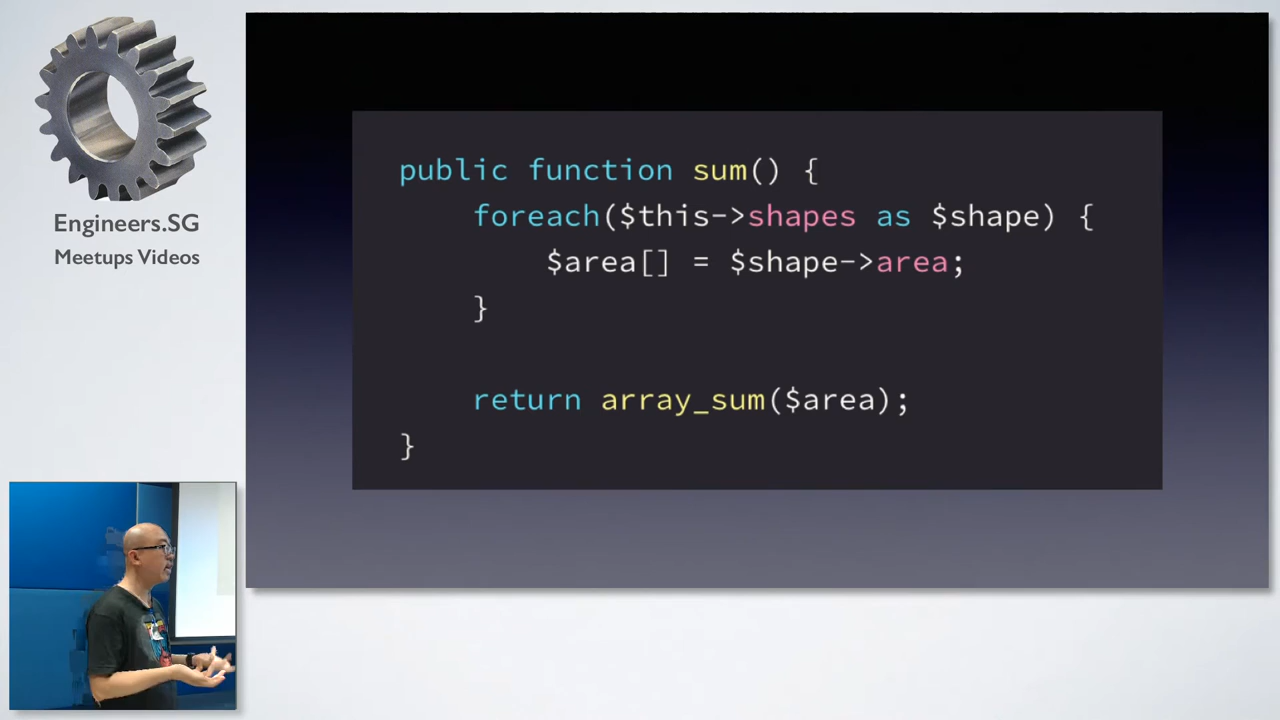 Engineers.SG
Meetups Videos
public function sum() {
foreach($this->shapes as $shape) {
$area[] = $shape->area;
}
return array_sum($area);
}